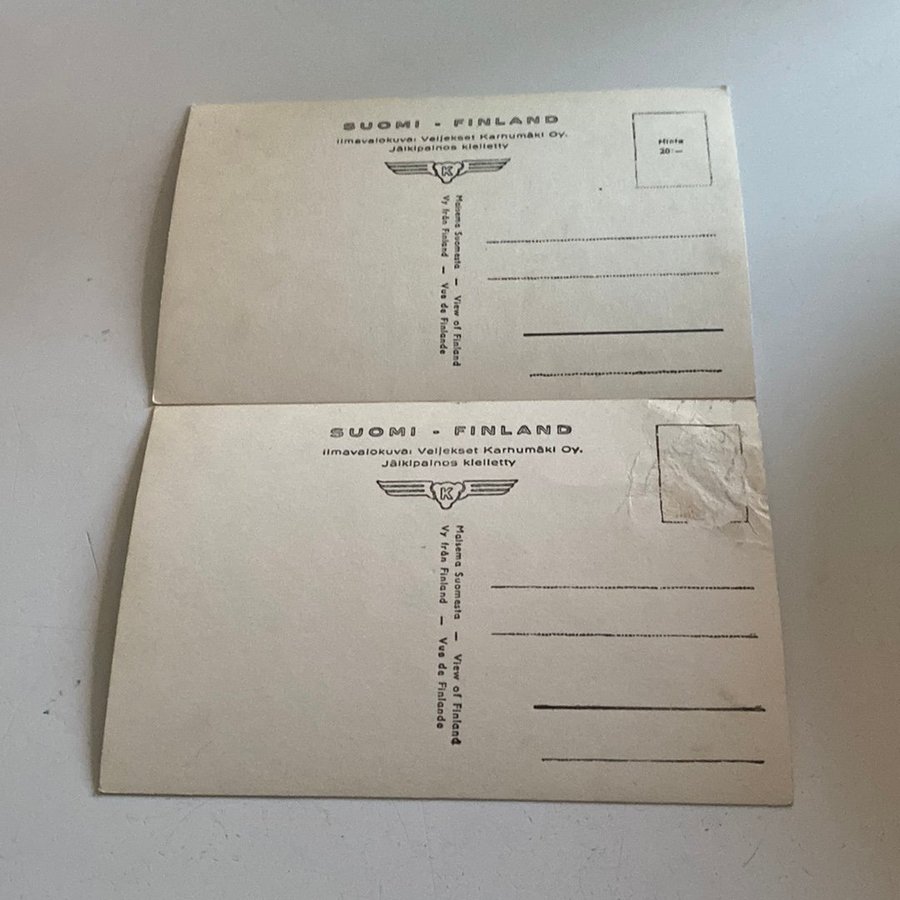 SUOMI - FINLAND
Ilmavalokuva: Veljekset Karhumäki Oy.
Jälkipainos kielletty
K
Hinta
20:—
Maisema Suomesta — View of Finland
Vy från Finland — Vue de Finlande
SUOMI - FINLAND
Ilmavalokuva: Veljekset Karhumäki Oy.
Jälkipainos kielletty
K
Maisema Suomesta — View of Finland
Vy från Finland — Vue de Finlande